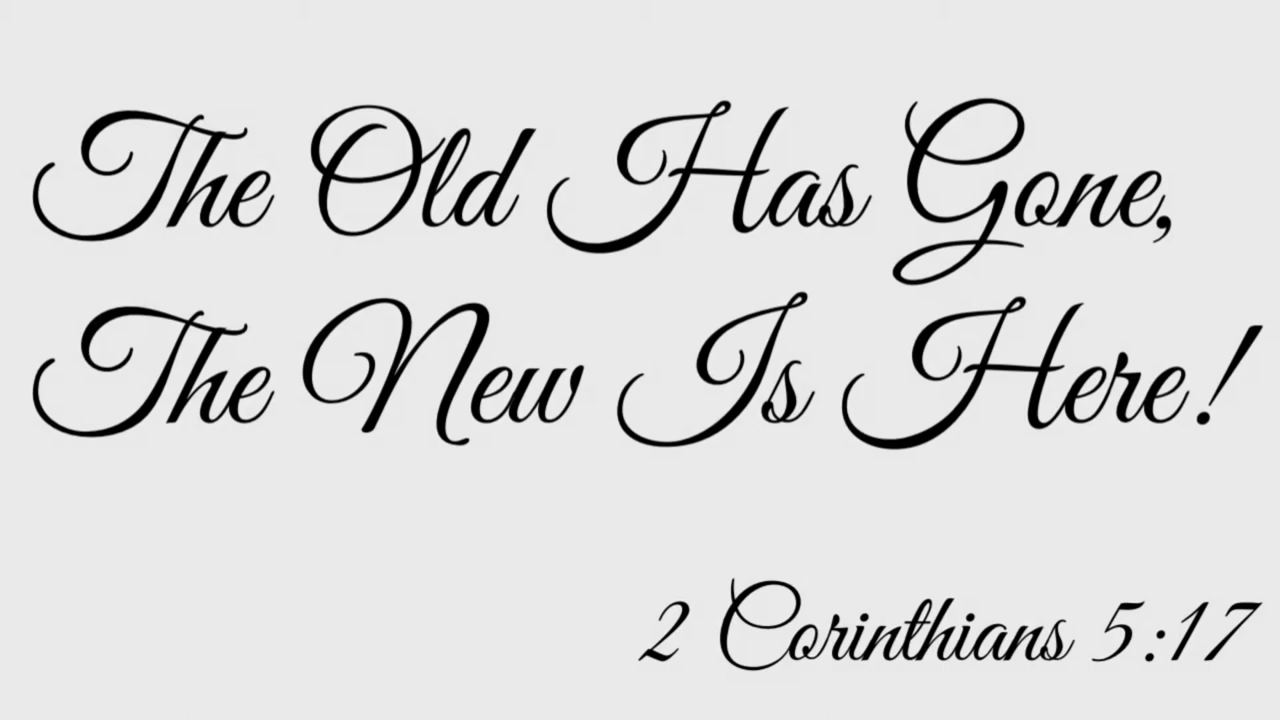 The Old Has Gone,
The New Is Here!
2 Corinthians 5:17